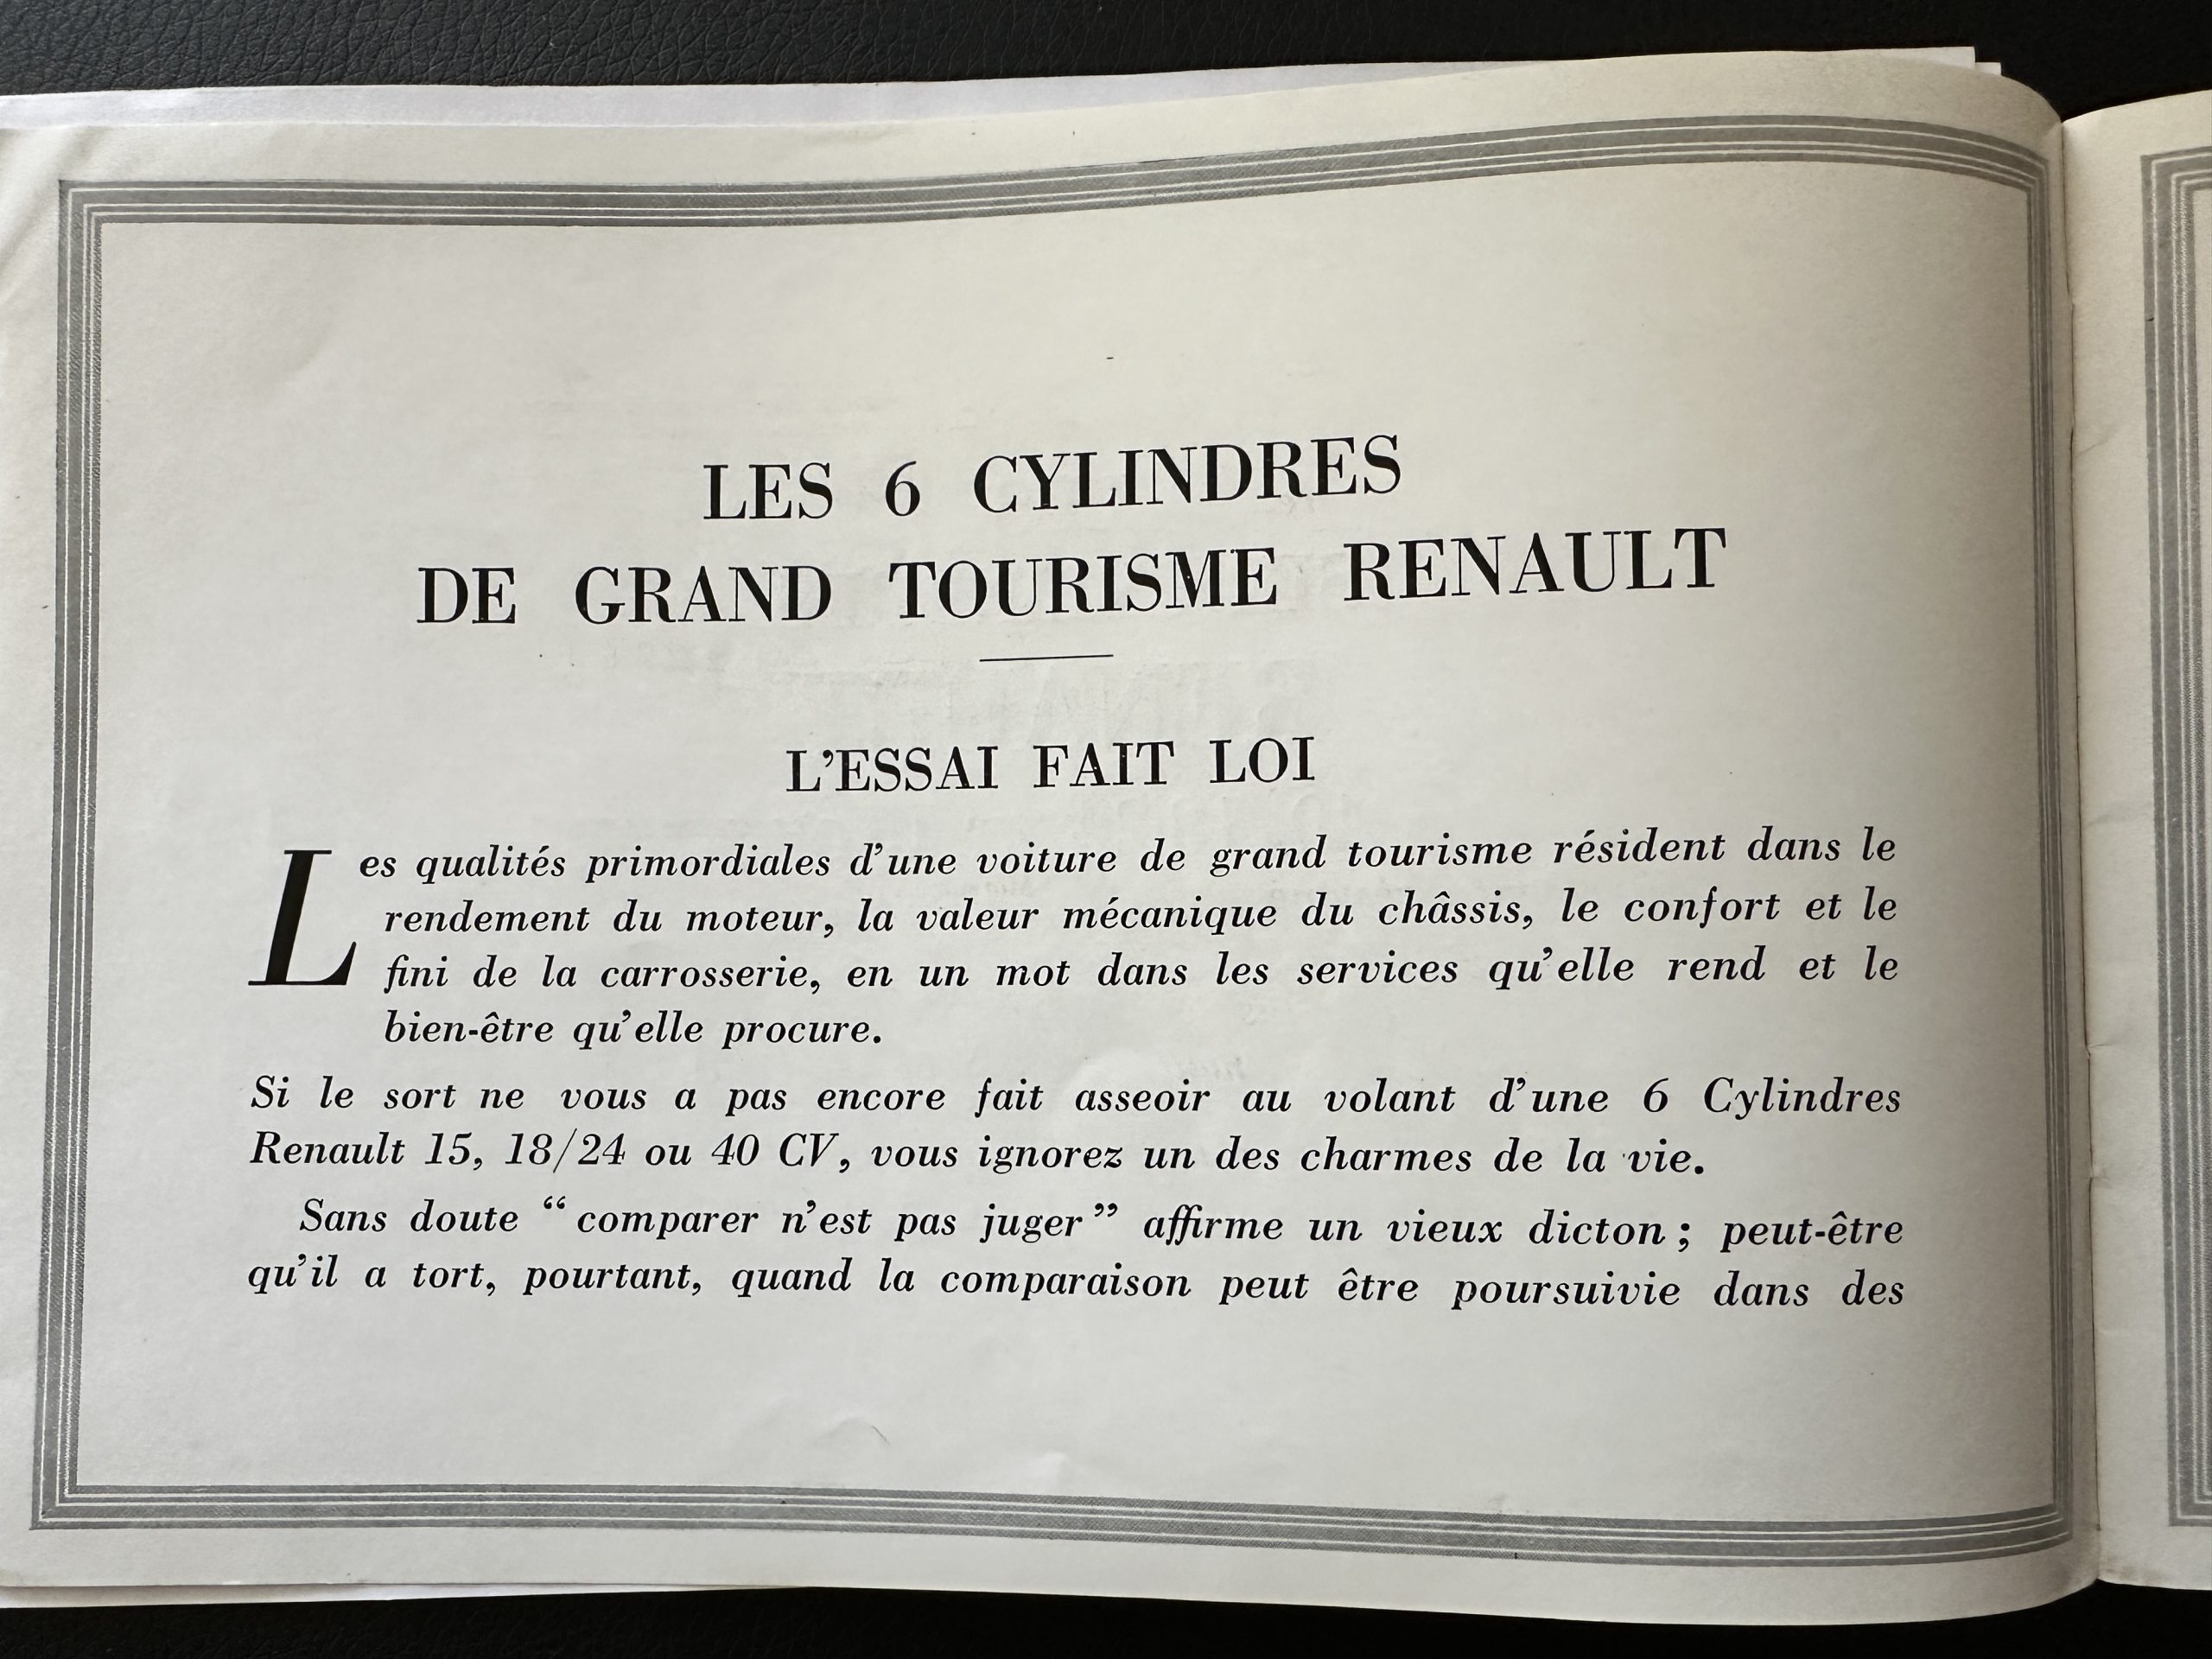 LES 6 CYLINDRES
DE GRAND TOURISME RENAULT
L'ESSAI FAIT LOI
Les qualités primordiales d'une voiture de grand tourisme résident dans le
rendement du moteur, la valeur mécanique du châssis, le confort et le
fini de la carrosserie, en un mot dans les services qu'elle rend et le
bien-être qu'elle procure.
Si le sort ne vous a pas encore fait asseoir au volant d'une 6 Cylindres
Renault 15, 18/24 ou 40 CV, vous ignorez un des charmes de la vie.
Sans doute “comparer n'est pas juger” affirme un vieux dicton ; peut-être
qu'il a tort, pourtant, quand la comparaison peut être poursuivie dans des